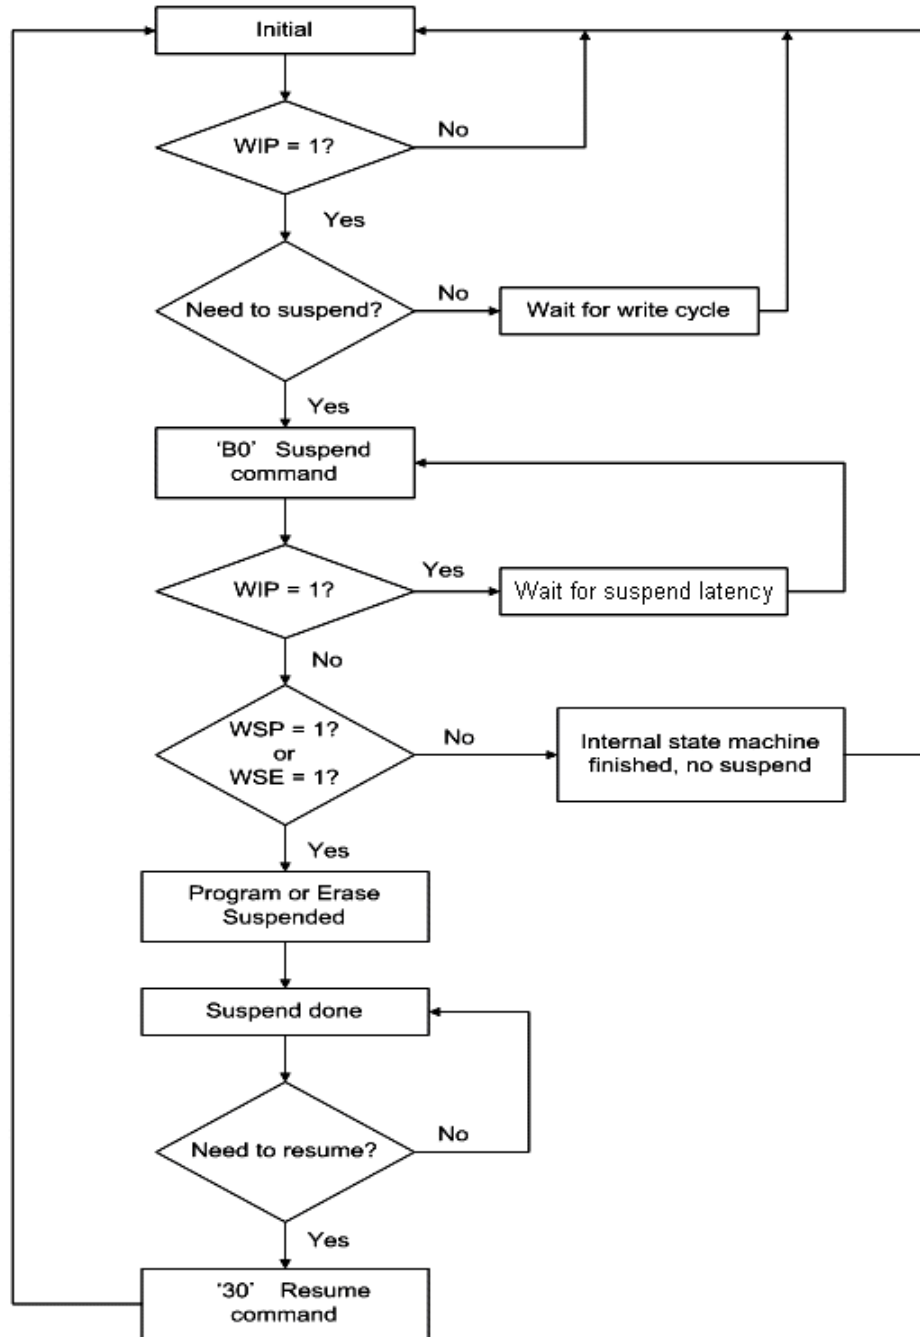 Initial
WIP = 1?
No
Yes
Need to suspend?
No
Wait for write cycle
Yes
‘B0’ Suspend
command
WIP = 1?
Yes
Wait for suspend latency
No
WSP = 1?
or
WSE = 1?
No
Internal state machine
finished, no suspend
Yes
Program or Erase
Suspended
Suspend done
Need to resume?
No
Yes
‘30’ Resume
command